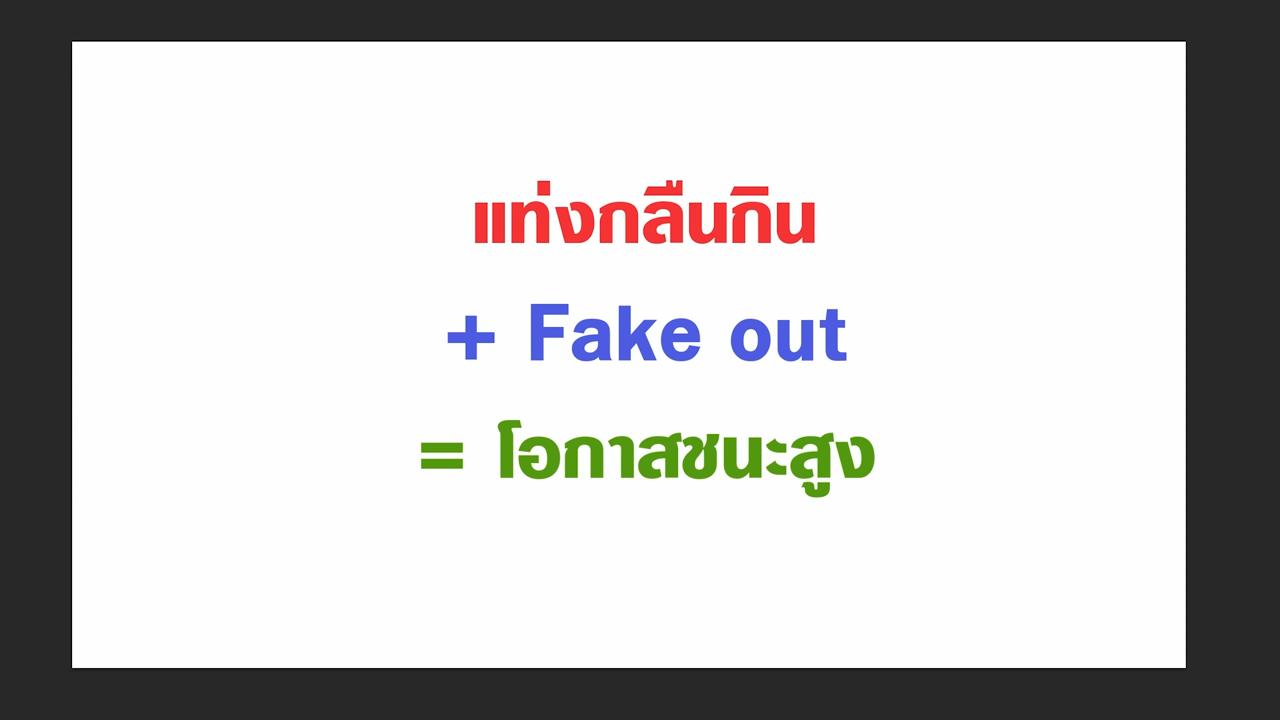 แท่งกลืนกิน
+ Fake out
= โอกาสชนะสูง